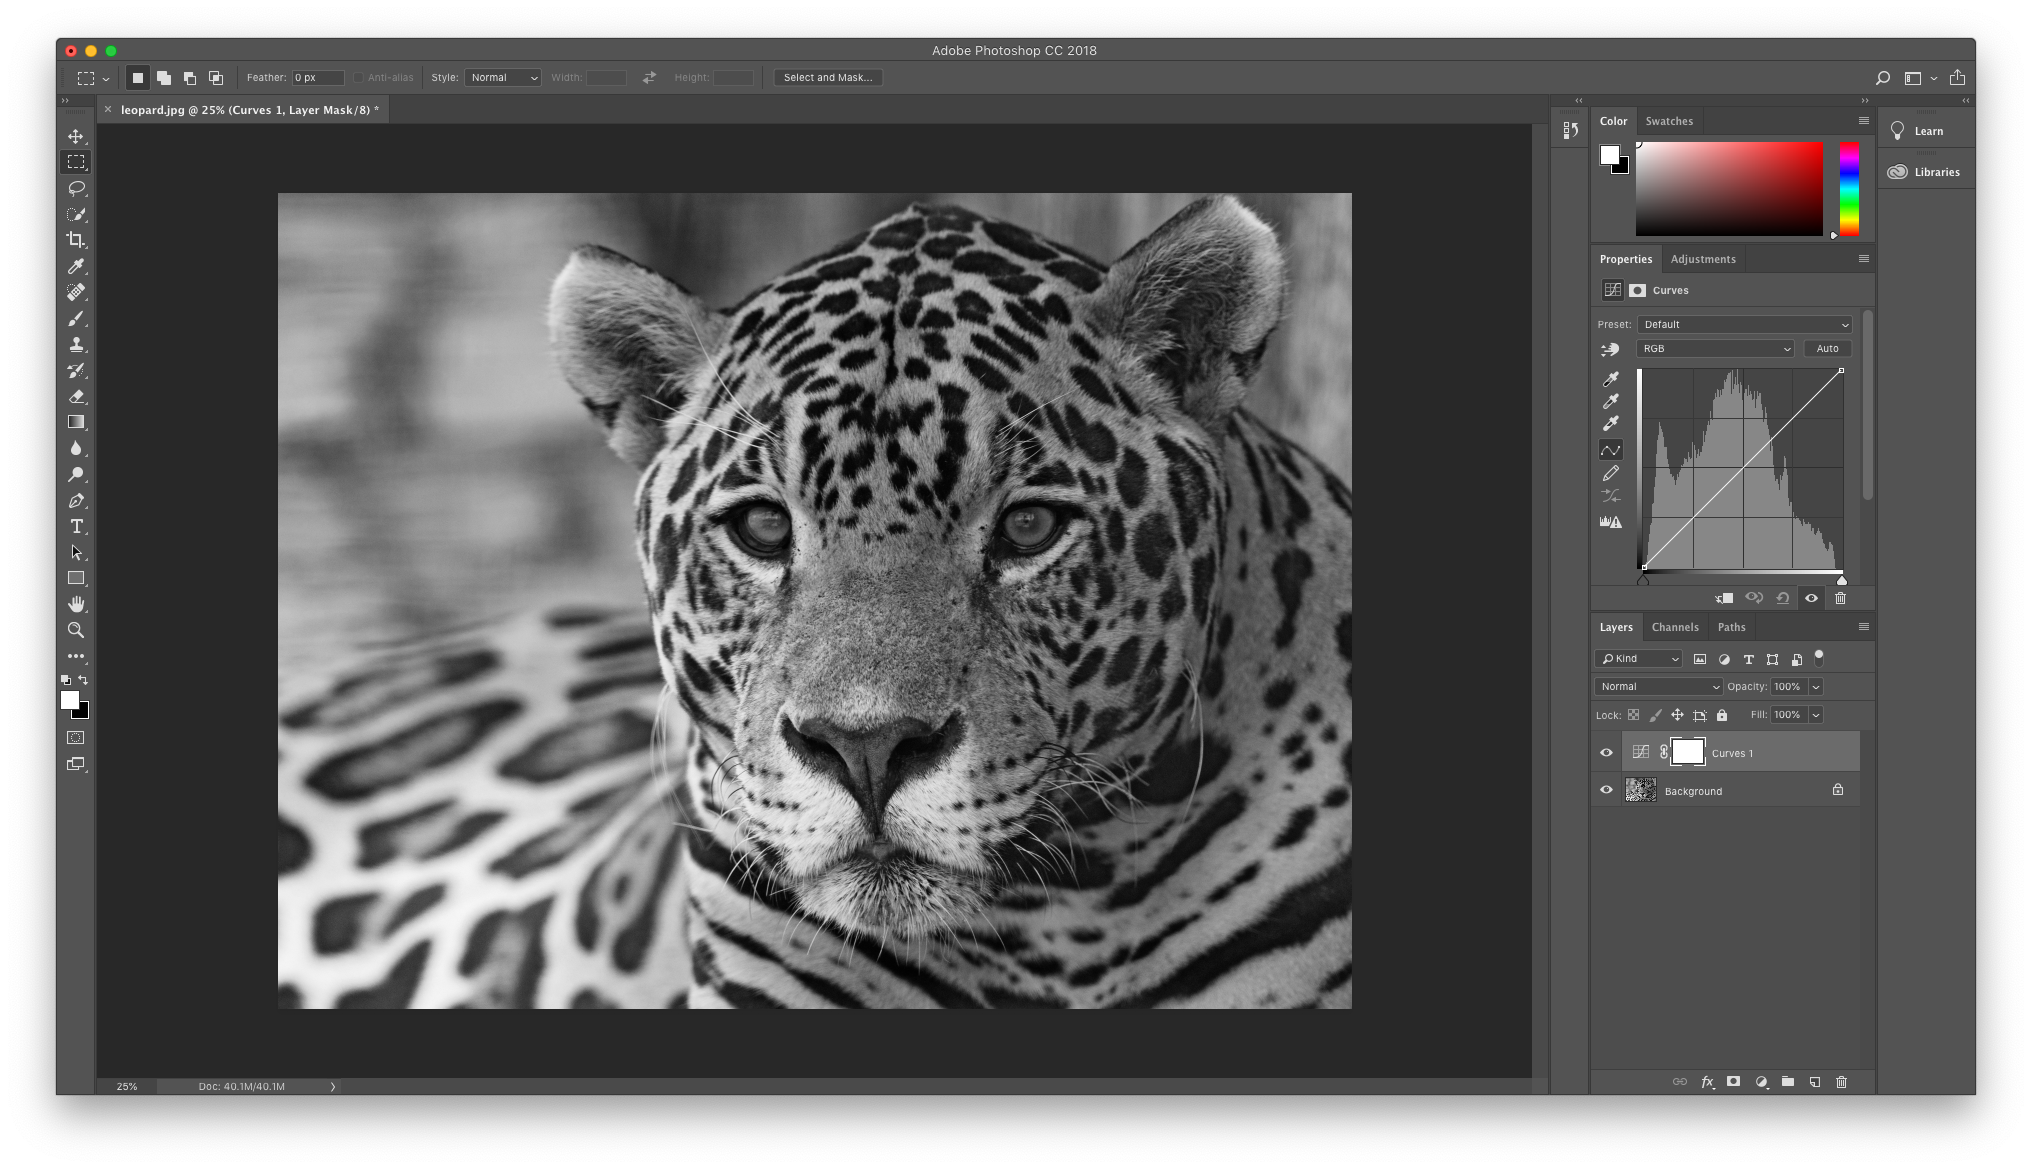 Adobe Photoshop CC 2018
Feather: 0 px Anti-alias Style: Normal Width: Height: Select and Mask...
leopard.jpg @ 25% (Curves 1, Layer Mask/8) *
Color Swatches
Learn
Libraries
Properties Adjustments
Curves
Preset: Default
RGB Auto
Layers Channels Paths
Kind
Normal Opacity: 100%
Lock: Fill: 100%
Curves 1
Background
fx
25% Doc: 40.1M/40.1M